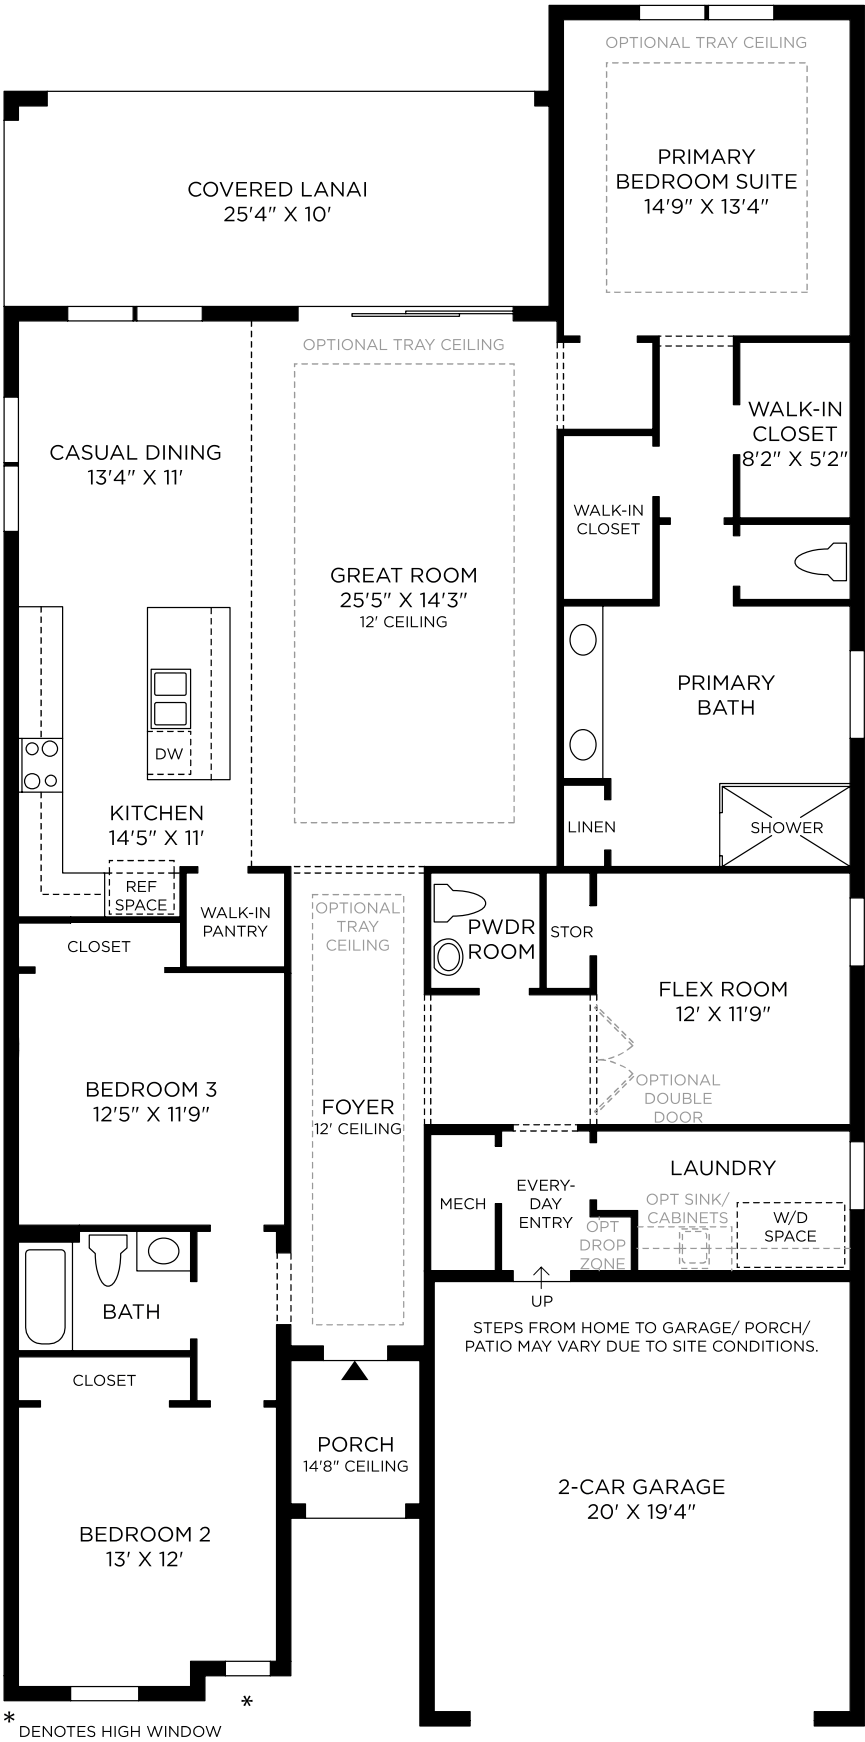 OPTIONAL TRAY CEILING
PRIMARY
BEDROOM SUITE
14'9" X 13'4"
COVERED LANAI
25'4" X 10'
OPTIONAL TRAY CEILING
CASUAL DINING
13'4" X 11'
WALK-IN
CLOSET
8'2" X 5'2"
WALK-IN
CLOSET
GREAT ROOM
25'5" X 14'3"
12' CEILING
PRIMARY
BATH
DW
KITCHEN
14'5" X 11'
LINEN
SHOWER
REF
SPACE
WALK-IN
PANTRY
OPTIONAL
TRAY
CEILING
PWDR
ROOM
STOR
CLOSET
FLEX ROOM
12' X 11'9"
BEDROOM 3
12'5" X 11'9"
FOYER
12' CEILING
OPTIONAL
DOUBLE
DOOR
LAUNDRY
MECH
EVERY-
DAY
ENTRY
OPT SINK/
CABINETS
W/D
SPACE
OPT
DROP
ZONE
BATH
UP
STEPS FROM HOME TO GARAGE/ PORCH/
PATIO MAY VARY DUE TO SITE CONDITIONS.
CLOSET
PORCH
14'8" CEILING
2-CAR GARAGE
20' X 19'4"
BEDROOM 2
13' X 12'
*
* DENOTES HIGH WINDOW